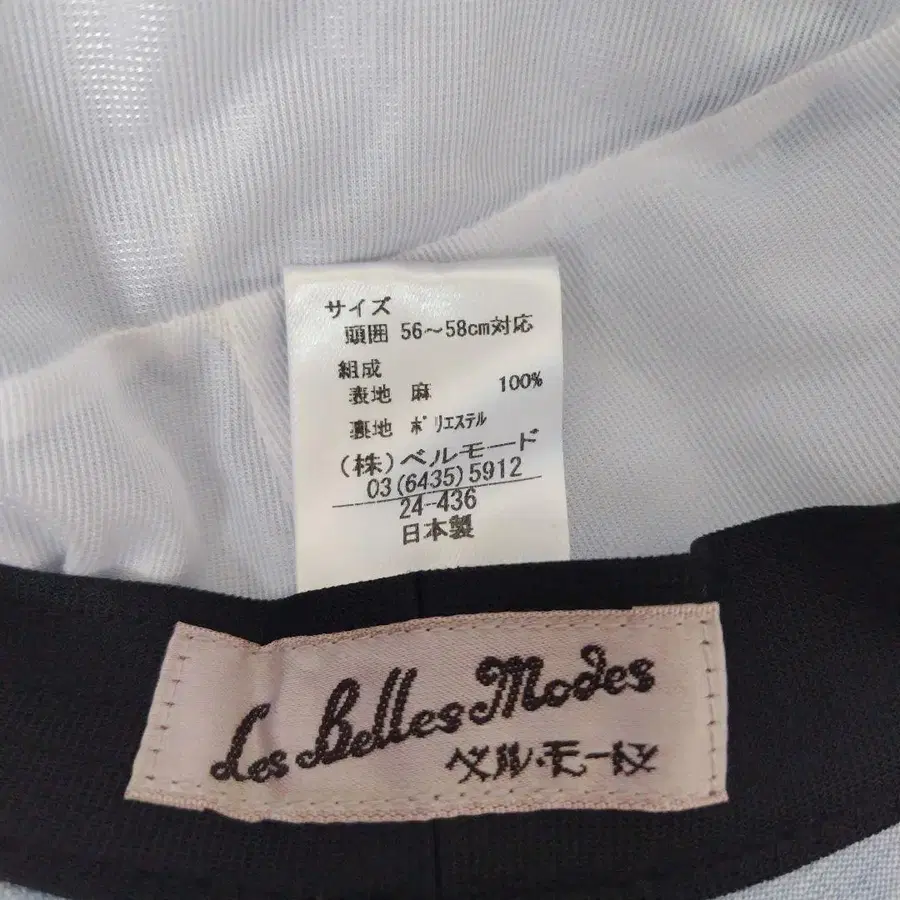 サイズ
頭囲 56～58cm対応
組成
表地 麻 100%
裏地 ポリエステル
(株)ベルモード
03(6435)5912
24-436
日本製
Les Belles Modes
ベル・モード